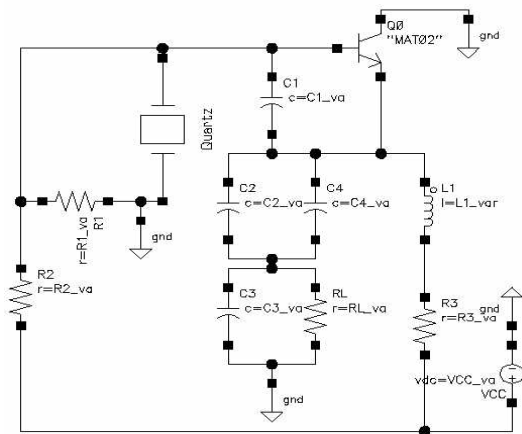 Q0
"MAT02"
gnd
C1
c=C1_va
Quartz
C2
c=C2_va
C4
c=C4_va
L1
l=L1_var
r=R1_va
R1
gnd
R2
r=R2_va
C3
c=C3_va
RL
r=RL_va
R3
r=R3_va
gnd
vdc=VCC_va
VCC
gnd